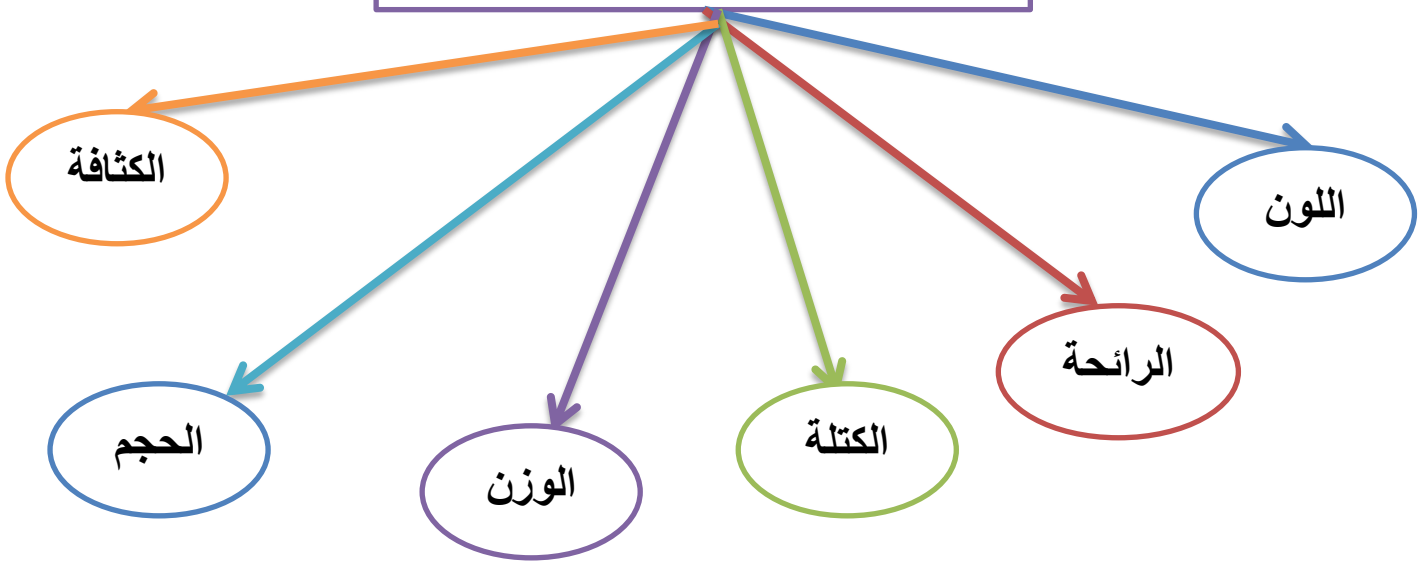 اللون
الرائحة
الكتلة
الوزن
الحجم
الكثافة